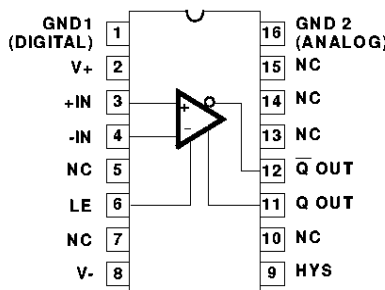 GND1
(DIGITAL)
1
16
GND 2
(ANALOG)
V+
2
15
NC
+IN
3
+
14
NC
-IN
4
−
13
NC
NC
5
12
Q̅ OUT
LE
6
11
Q OUT
NC
7
10
NC
V-
8
9
HYS